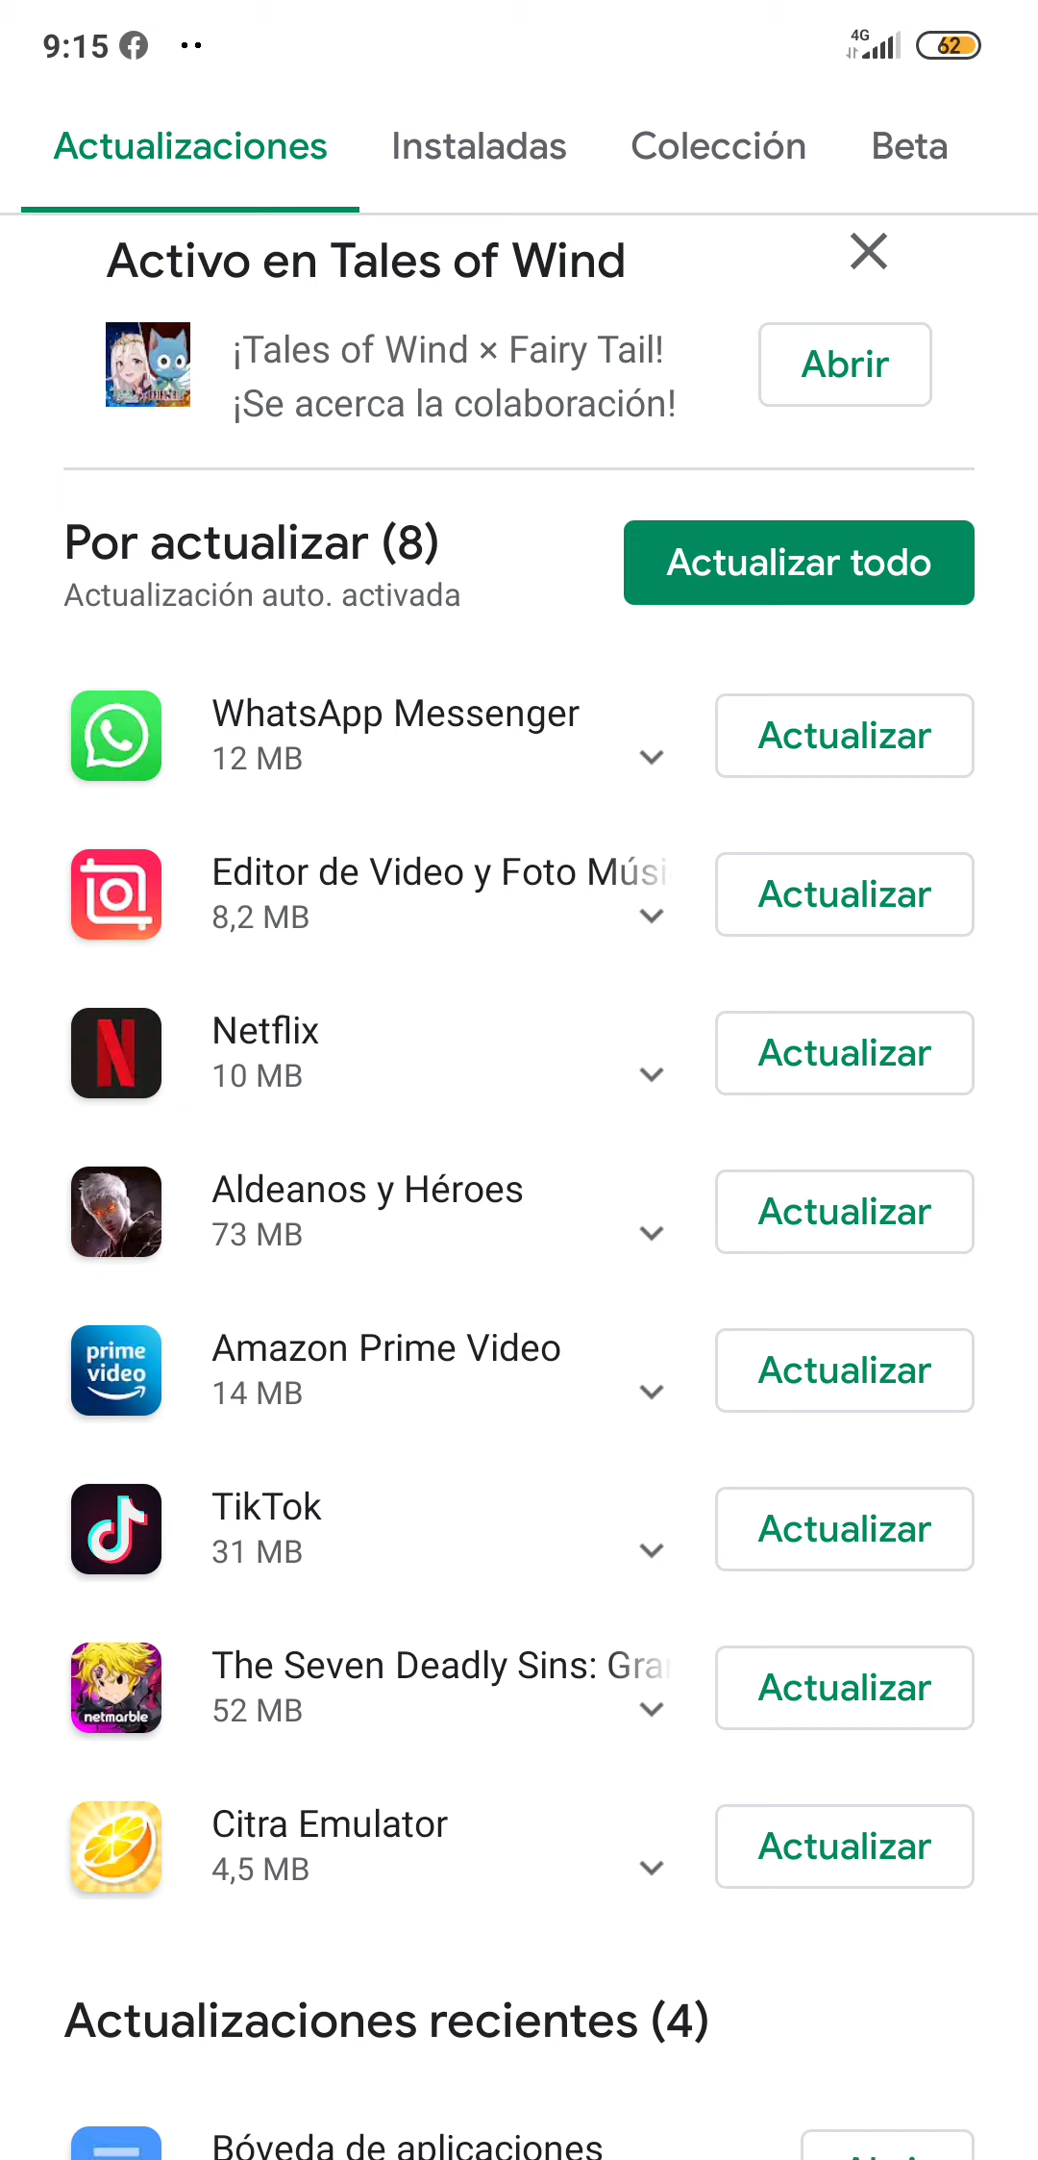 9:15 4G 62
Actualizaciones Instaladas Colección Beta
Activo en Tales of Wind
¡Tales of Wind × Fairy Tail!
¡Se acerca la colaboración!
Abrir
Por actualizar (8)
Actualización auto. activada
Actualizar todo
WhatsApp Messenger
12 MB
Actualizar
Editor de Video y Foto Músi
8,2 MB
Actualizar
Netflix
10 MB
Actualizar
Aldeanos y Héroes
73 MB
Actualizar
prime
video
Amazon Prime Video
14 MB
Actualizar
TikTok
31 MB
Actualizar
netmarble
The Seven Deadly Sins: Gra
52 MB
Actualizar
Citra Emulator
4,5 MB
Actualizar
Actualizaciones recientes (4)
Bóveda de aplicaciones